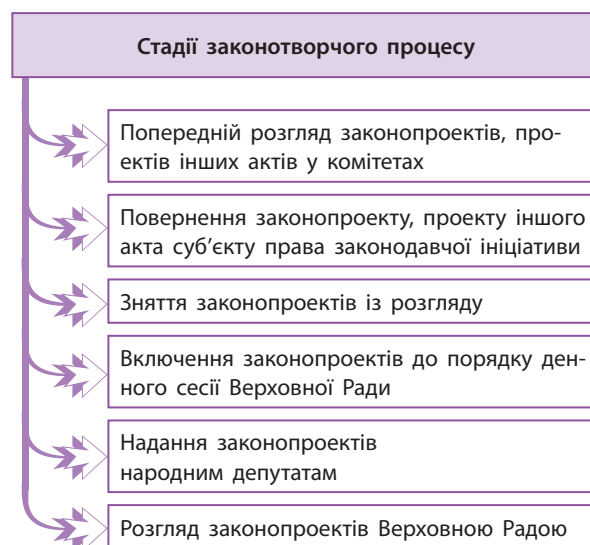 Стадії законотворчого процесу
Попередній розгляд законопроектів, про-
ектів інших актів у комітетах
Повернення законопроекту, проекту іншого
акта суб’єкту права законодавчої ініціативи
Зняття законопроектів із розгляду
Включення законопроектів до порядку ден-
ного сесії Верховної Ради
Надання законопроектів
народним депутатам
Розгляд законопроектів Верховною Радою